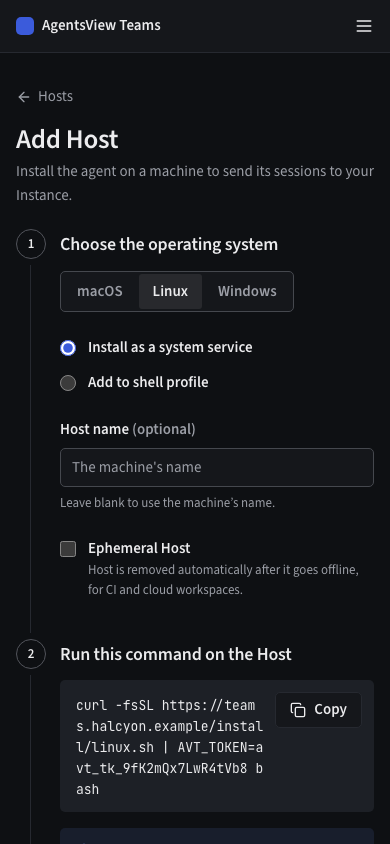 AgentsView Teams
Hosts
Add Host
Install the agent on a machine to send its sessions to your
Instance.
1
Choose the operating system
macOS Linux Windows
Install as a system service
Add to shell profile
Host name (optional)
The machine's name
Leave blank to use the machine’s name.
Ephemeral Host
Host is removed automatically after it goes offline,
for CI and cloud workspaces.
2
Run this command on the Host
curl -fsSL https://team
s.halcyon.example/instal
l/linux.sh | AVT_TOKEN=a
vt_tk_9fK2mQx7LwR4tVb8 b
ash
Copy